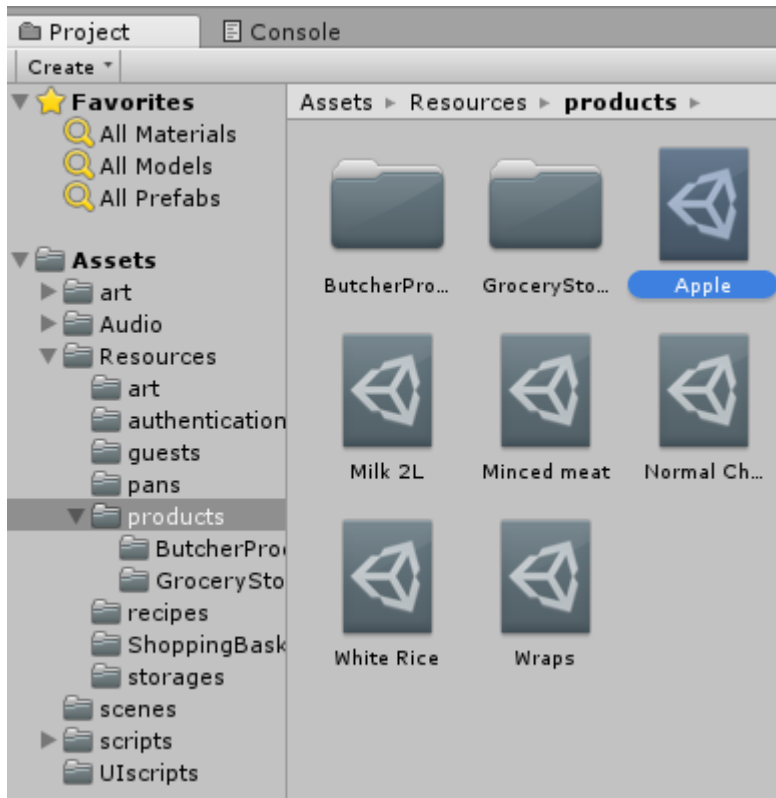 Project
Console
Create
Favorites
All Materials
All Models
All Prefabs
Assets
art
Audio
Resources
art
authentication
guests
pans
products
ButcherPro
GrocerySto
recipes
ShoppingBask
storages
scenes
scripts
UIscripts
Assets Resources products
ButcherPro... GrocerySto... Apple
Milk 2L Minced meat Normal Ch...
White Rice Wraps